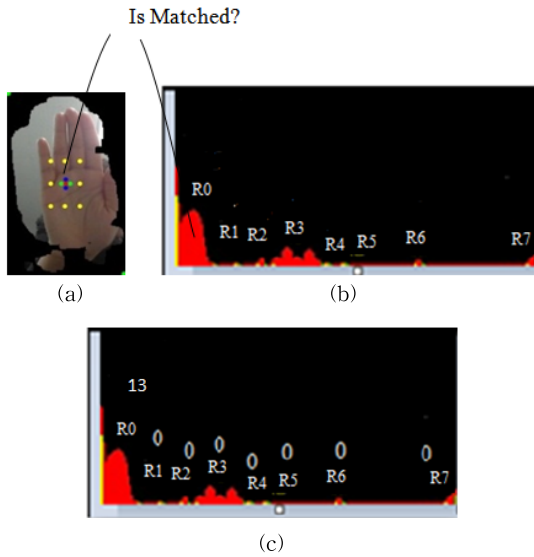 Is Matched?
R0
R1 R2 R3 R4 R5 R6 R7
(a) (b)
13
R0 0 0 0 0 0 0 0
R1 R2 R3 R4 R5 R6 R7
(c)